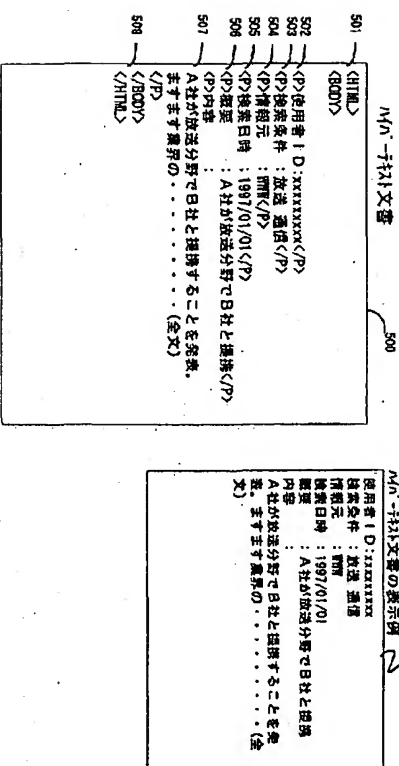 ハイパーテキスト文書
500
501
<HTML>
<BODY>
502
<P>使用者ID:xxxxxxxxx</P>
503
<P>検索条件 :放送 通信</P>
504
<P>情報元 :WWW</P>
505
<P>検索日時 :1997/01/01</P>
506
<P>概要 :A社が放送分野でB社と提携</P>
507
<P>内容 :
A社が放送分野でB社と提携することを発表。
ますます業界の・・・・・・・・・・(全文)
</P>
508
</BODY>
</HTML>
ハイパーテキスト文書の表示例
使用者ID:xxxxxxxxx
検索条件 :放送 通信
情報元 :WWW
検索日時 :1997/01/01
概要 :A社が放送分野でB社と提携
内容 :
A社が放送分野でB社と提携することを発
表。ますます業界の・・・・・・・・・・(全
文)